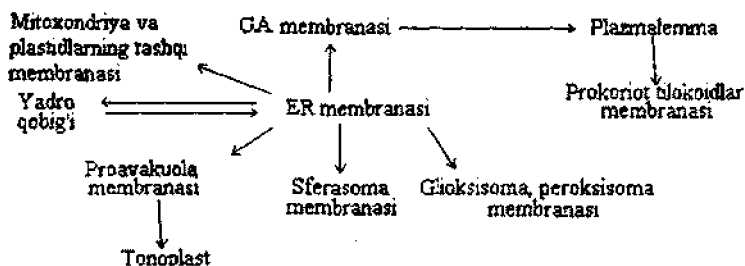 Mitoxondriya va
plastidlarning tashqi
membranasi
GA membranasi
Plazmalemma
Yadro
qobig'i
ER membranasi
Prokoriot tilokoidlar
membranasi
Proavakuola
membranasi
Sferasoma
membranasi
Glioksisoma, peroksisoma
membranasi
Tonoplast